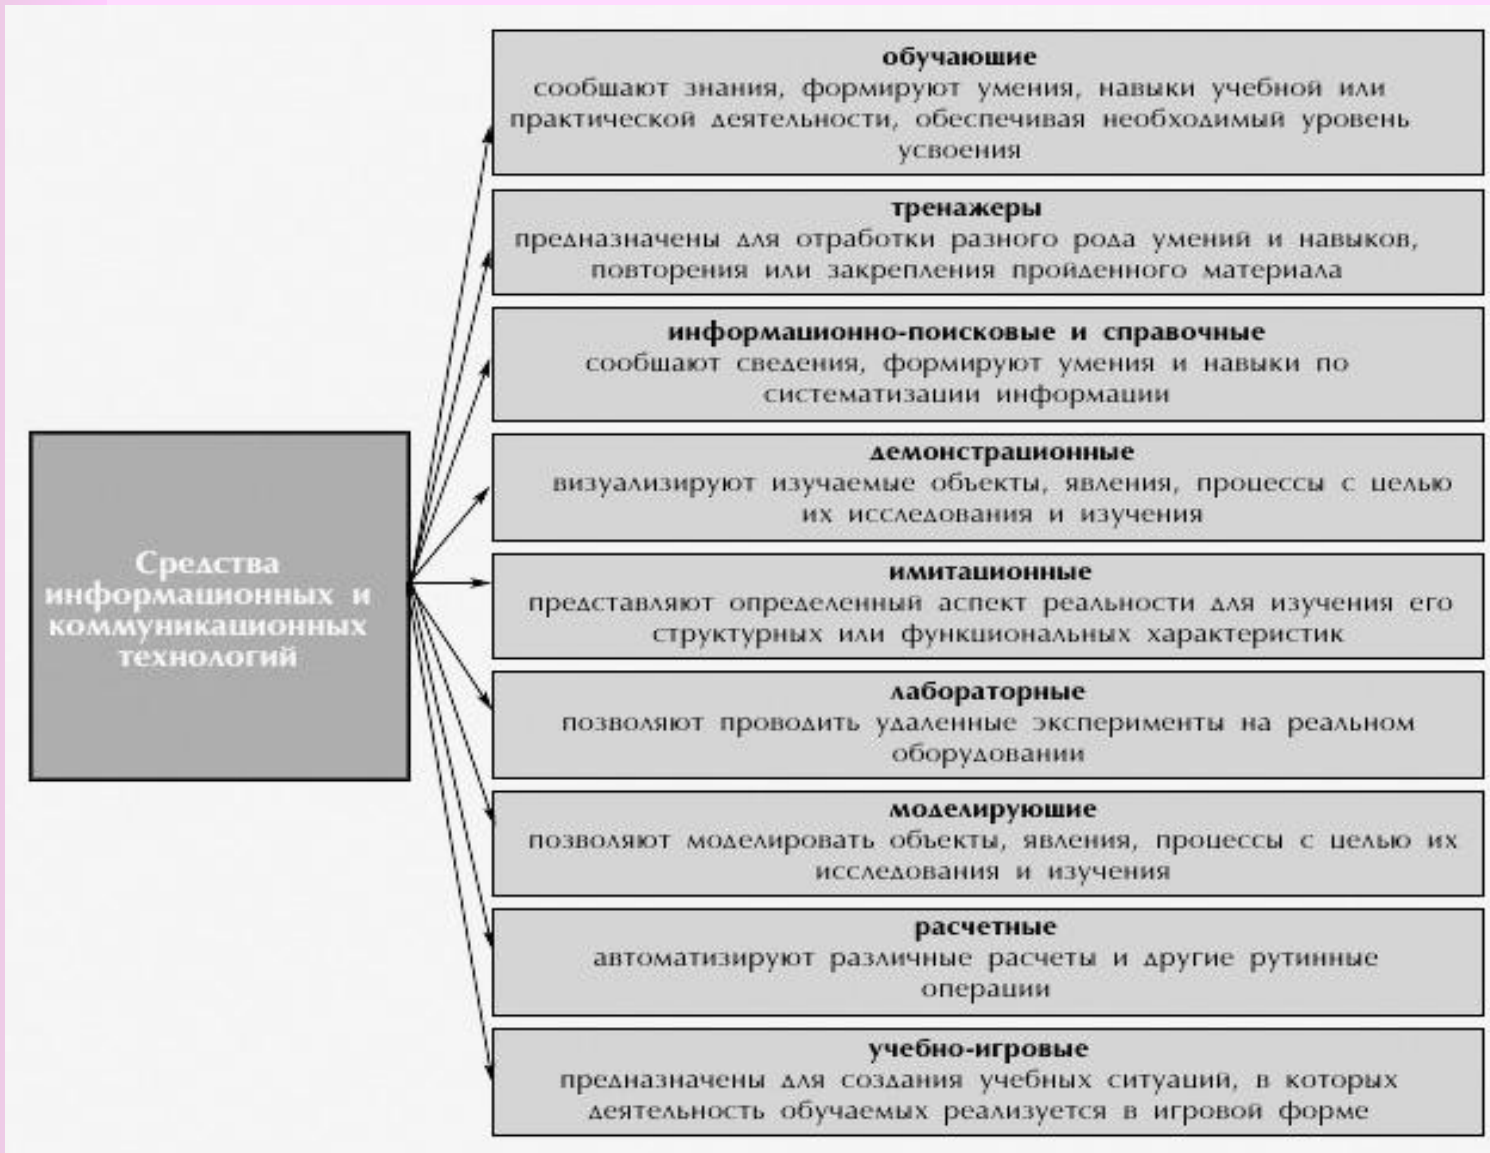 обучающие
сообщают знания, формируют умения, навыки учебной или
практической деятельности, обеспечивая необходимый уровень
усвоения
тренажеры
предназначены для отработки разного рода умений и навыков,
повторения или закрепления пройденного материала
информационно-поисковые и справочные
сообщают сведения, формируют умения и навыки по
систематизации информации
демонстрационные
визуализируют изучаемые объекты, явления, процессы с целью
их исследования и изучения
Средства
информационных и
коммуникационных
технологий
имитационные
представляют определенный аспект реальности для изучения его
структурных или функциональных характеристик
лабораторные
позволяют проводить удаленные эксперименты на реальном
оборудовании
моделирующие
позволяют моделировать объекты, явления, процессы с целью их
исследования и изучения
расчетные
автоматизируют различные расчеты и другие рутинные
операции
учебно-игровые
предназначены для создания учебных ситуаций, в которых
деятельность обучаемых реализуется в игровой форме